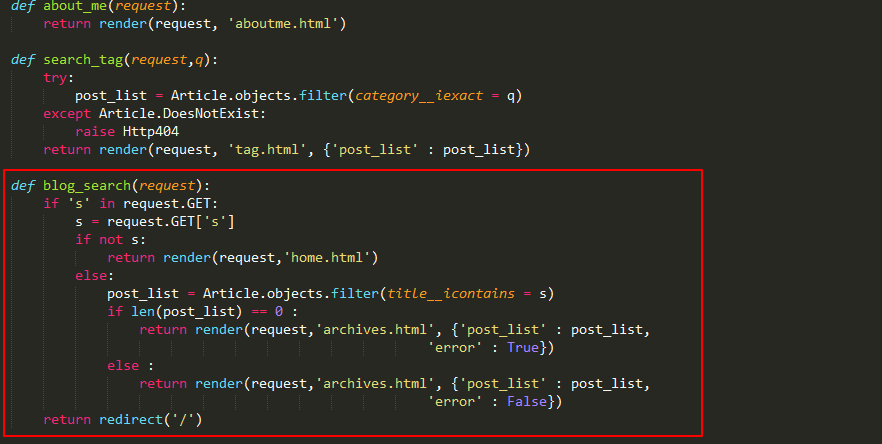 def about_me(request):
    return render(request, 'aboutme.html')
def search_tag(request,q):
    try:
        post_list = Article.objects.filter(category__iexact = q)
    except Article.DoesNotExist:
        raise Http404
    return render(request, 'tag.html', {'post_list' : post_list})
def blog_search(request):
    if 's' in request.GET:
        s = request.GET['s']
        if not s:
            return render(request,'home.html')
        else:
            post_list = Article.objects.filter(title__icontains = s)
            if len(post_list) == 0 :
                return render(request,'archives.html', {'post_list' : post_list,
                                                    'error' : True})
            else :
                return render(request,'archives.html', {'post_list' : post_list,
                                                    'error' : False})
    return redirect('/')